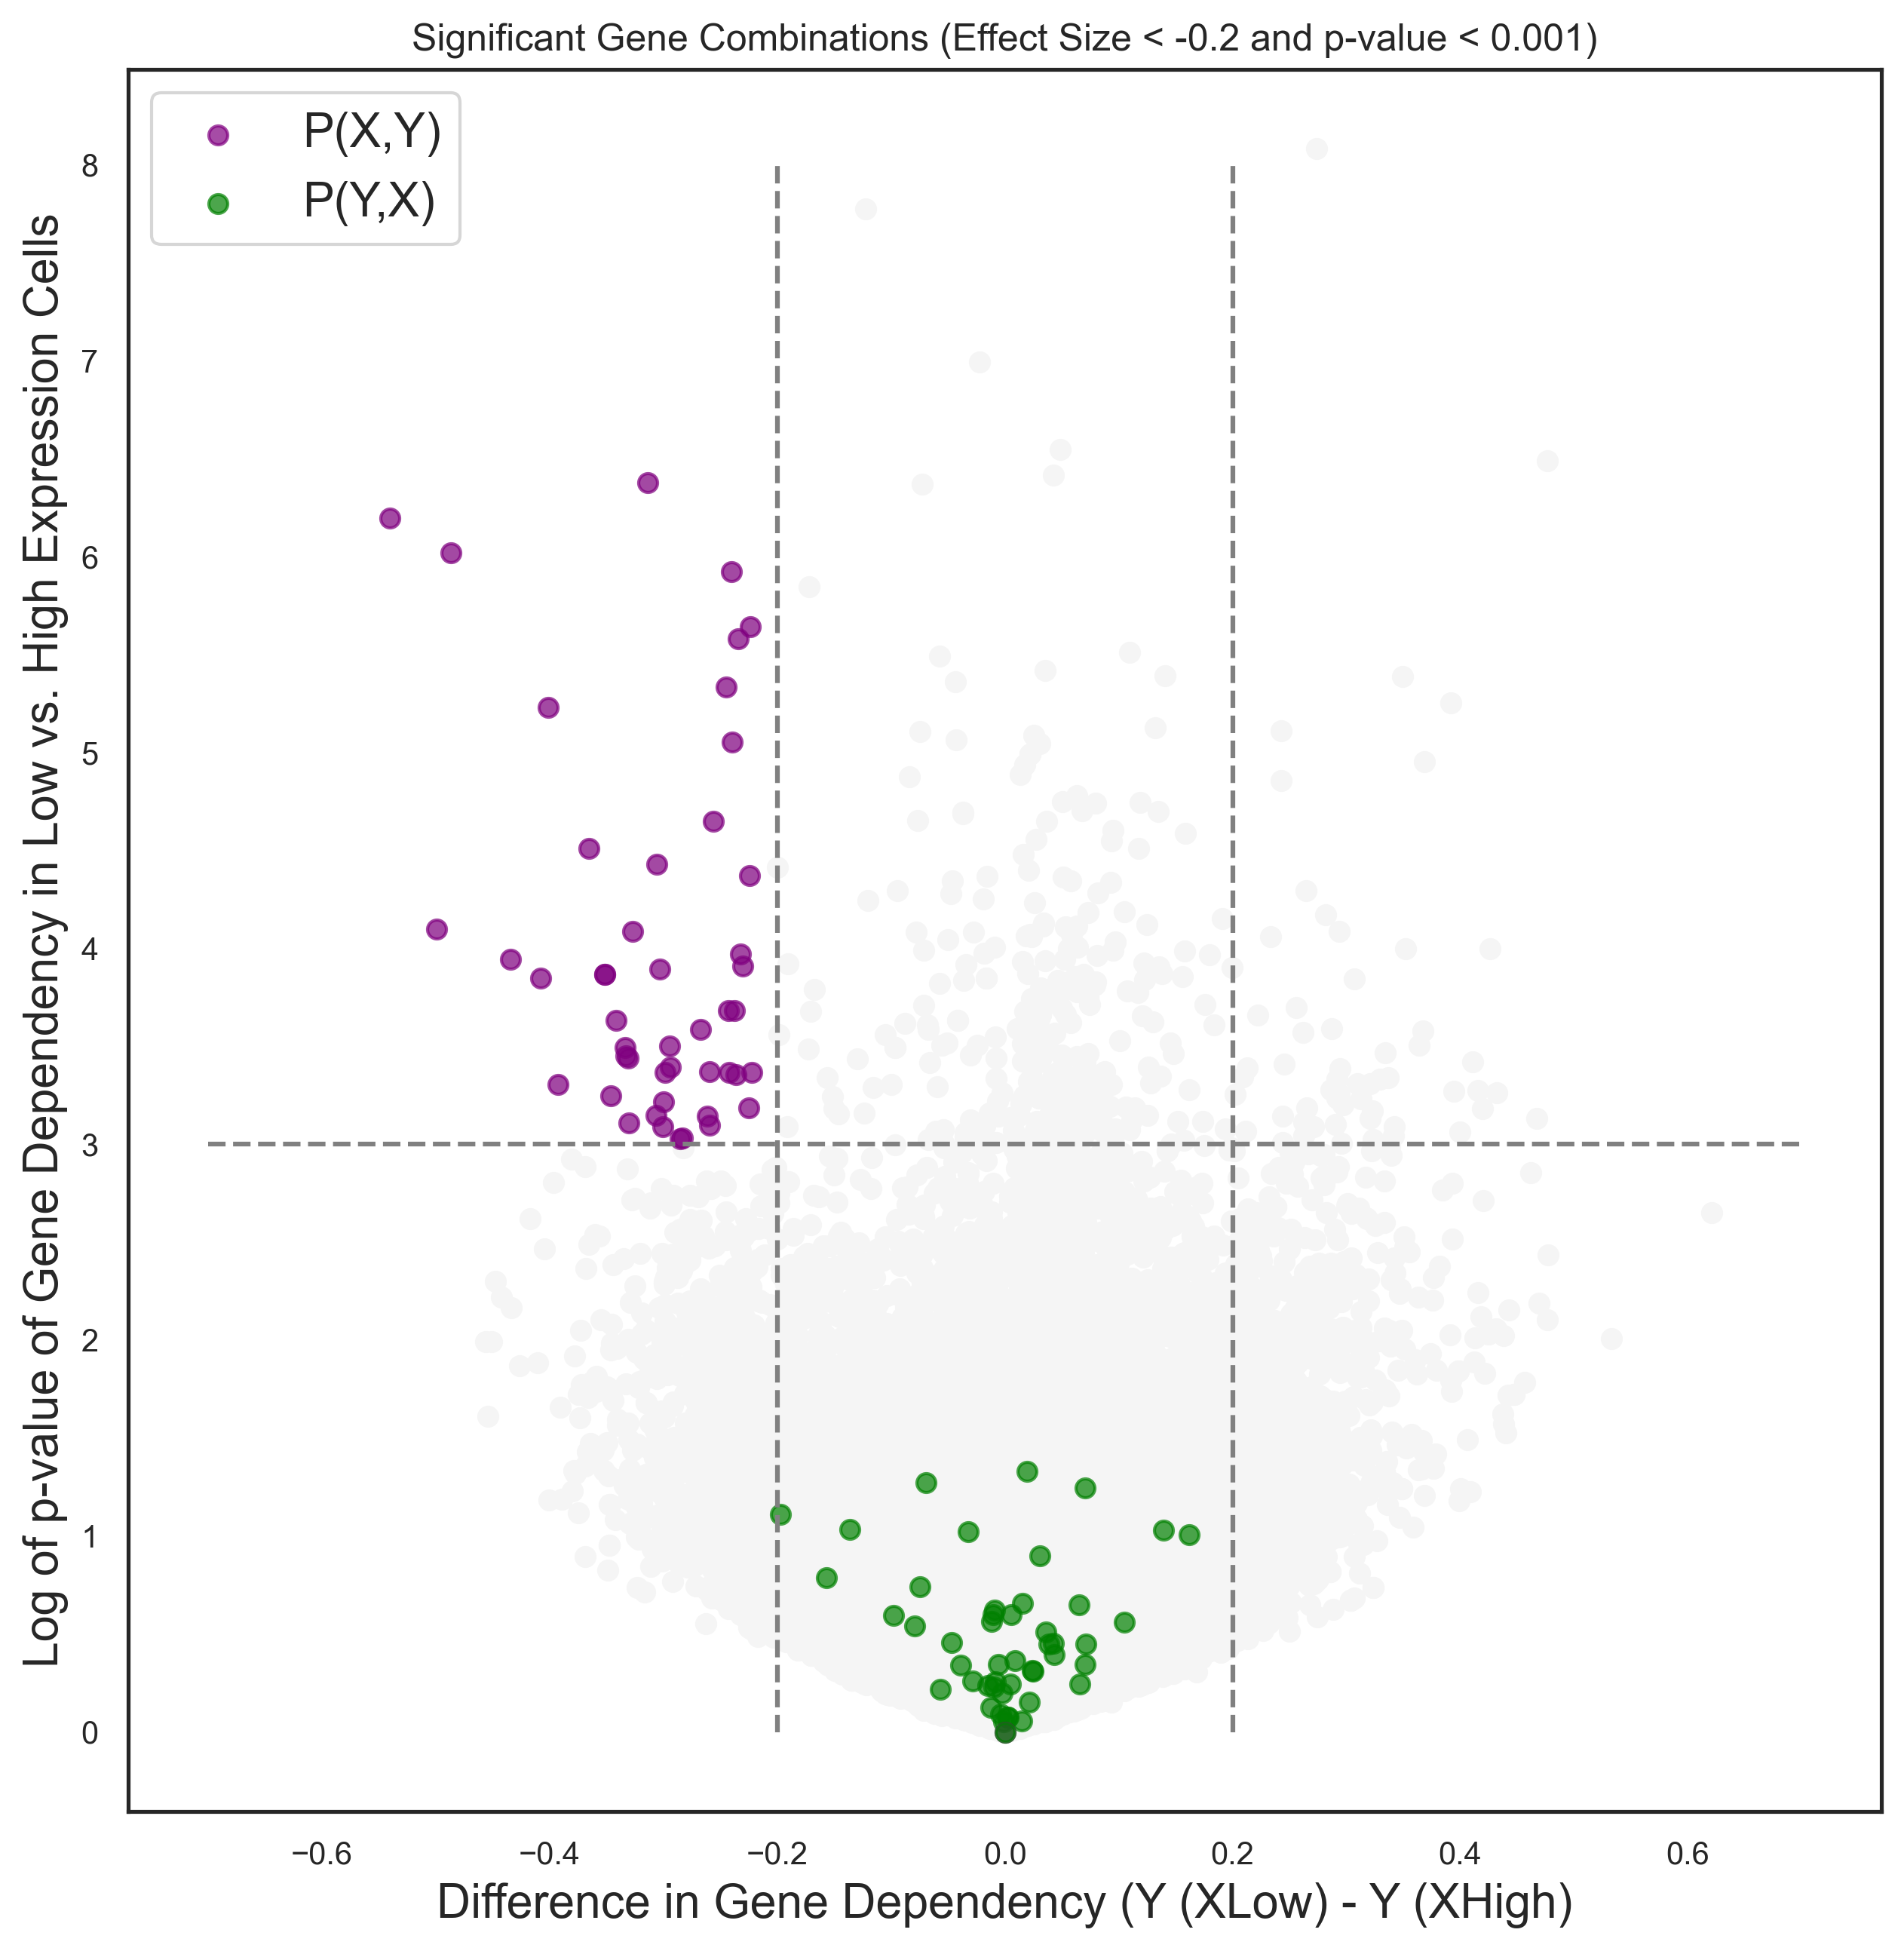 Significant Gene Combinations (Effect Size < -0.2 and p-value < 0.001)
P(X,Y)
P(Y,X)
Log of p-value of Gene Dependency in Low vs. High Expression Cells
8
7
6
5
4
3
2
1
0
−0.6 −0.4 −0.2 0.0 0.2 0.4 0.6
Difference in Gene Dependency (Y (XLow) - Y (XHigh)